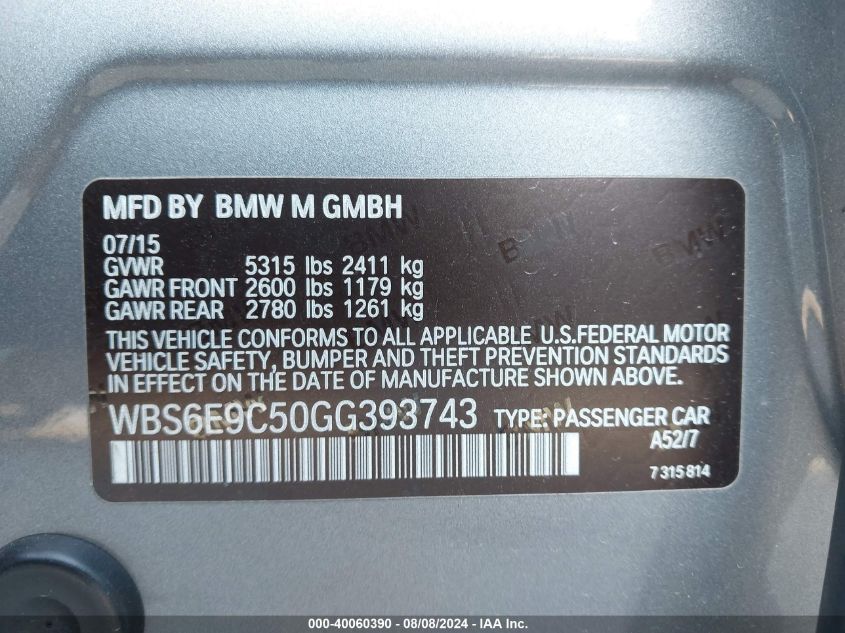 MFD BY BMW M GMBH
07/15
GVWR 5315 lbs 2411 kg
GAWR FRONT 2600 lbs 1179 kg
GAWR REAR 2780 lbs 1261 kg
THIS VEHICLE CONFORMS TO ALL APPLICABLE U.S.FEDERAL MOTOR
VEHICLE SAFETY, BUMPER AND THEFT PREVENTION STANDARDS
IN EFFECT ON THE DATE OF MANUFACTURE SHOWN ABOVE.
WBS6E9C50GG393743 TYPE: PASSENGER CAR
A52/7
7 315 814
000-40060390 - 08/08/2024 - IAAI.COM.